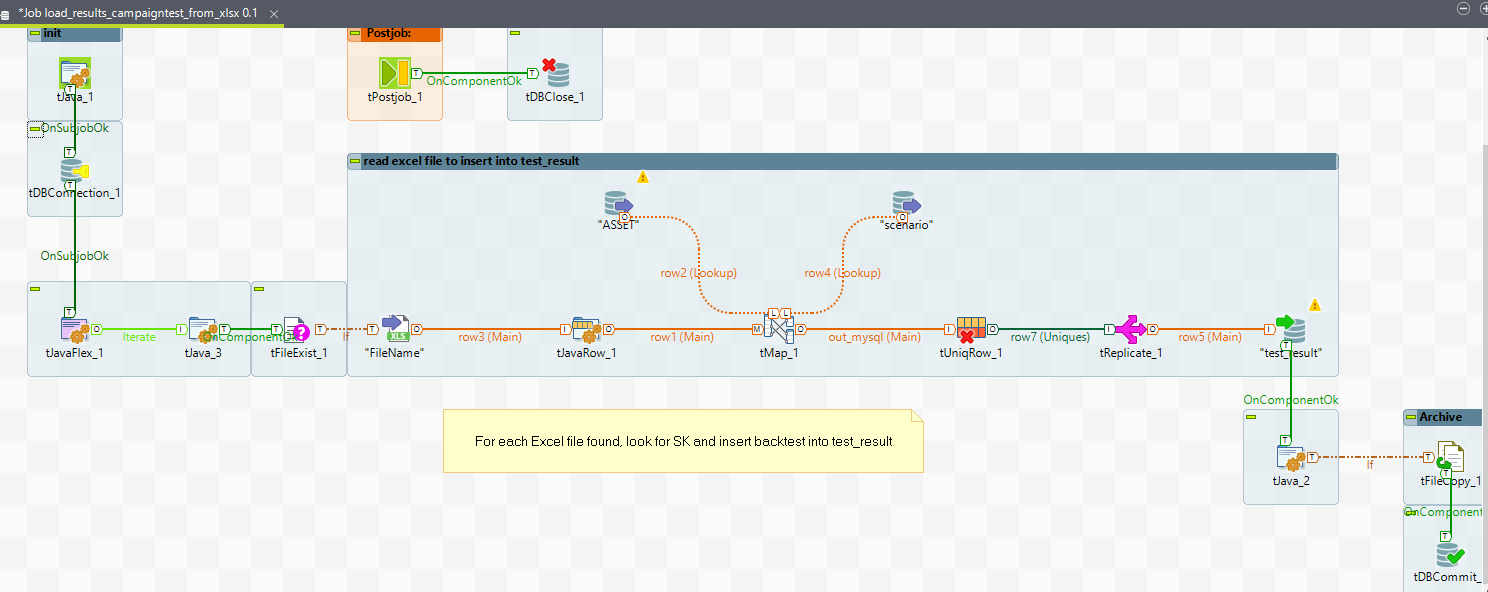 *Job load_results_campaigntest_from_xlsx 0.1
init
Postjob:
OnComponentOk
tJava_1
tPostjob_1
tDBClose_1
OnSubjobOk
tDBConnection_1
read excel file to insert into test_result
"ASSET"
"scenario"
OnSubjobOk
row2 (Lookup)
row4 (Lookup)
Iterate
OnComponentOk
If
row3 (Main)
row1 (Main)
out_mysql (Main)
row7 (Uniques)
row5 (Main)
tJavaFlex_1
tJava_3
tFileExist_1
"FileName"
tJavaRow_1
tMap_1
tUniqRow_1
tReplicate_1
"test_result"
OnComponentOk
For each Excel file found, look for SK and insert backtest into test_result
Archive
If
tJava_2
tFileCopy_1
OnComponent
tDBCommit_